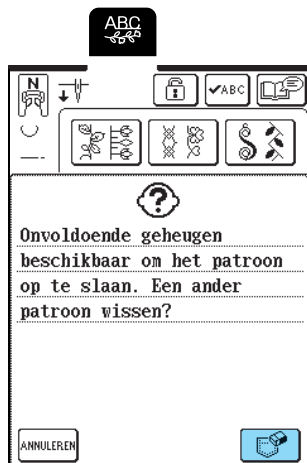 ABC
N
ABC
Onvoldoende geheugen
beschikbaar om het patroon
op te slaan. Een ander
patroon wissen?
ANNULEREN